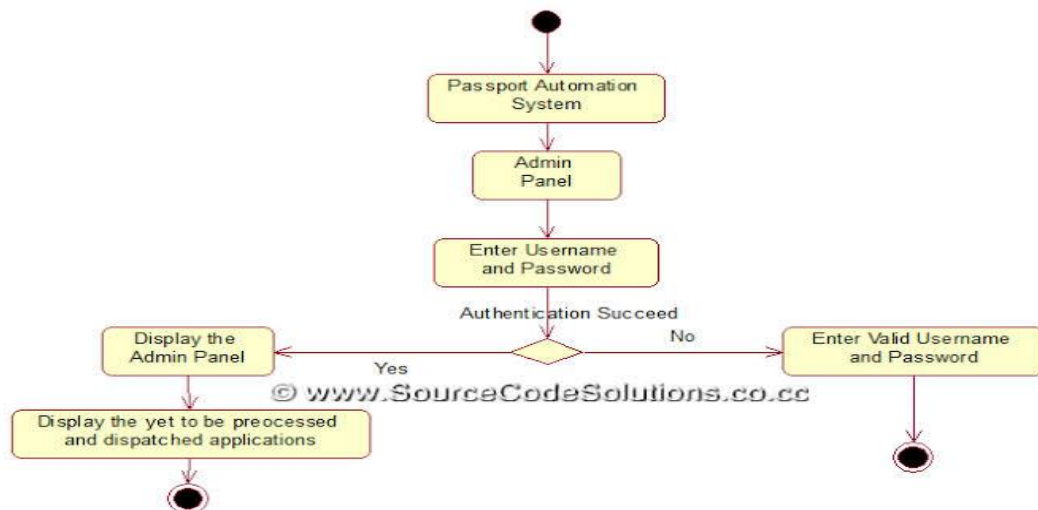 Passport Automation
System
Admin
Panel
Enter Username
and Password
Authentication Succeed
Display the
Admin Panel
Yes
No
Enter Valid Username
and Password
© www.SourceCodeSolutions.co.cc
Display the yet to be preocessed
and dispatched applications